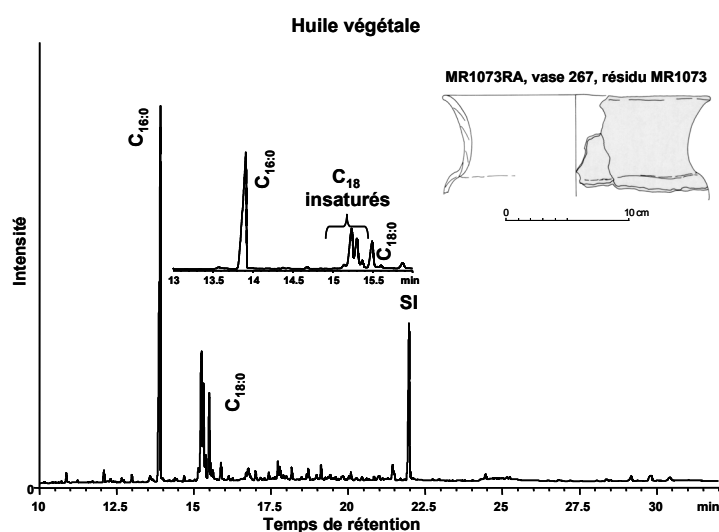 Huile végétale
MR1073RA, vase 267, résidu MR1073
0 10 cm
Intensité
C16:0
C18:0
SI
C16:0
C18
insaturés
C18:0
13 13.5 14 14.5 15 15.5 min
0
10 12.5 15 17.5 20 22.5 25 27.5 30 min
Temps de rétention